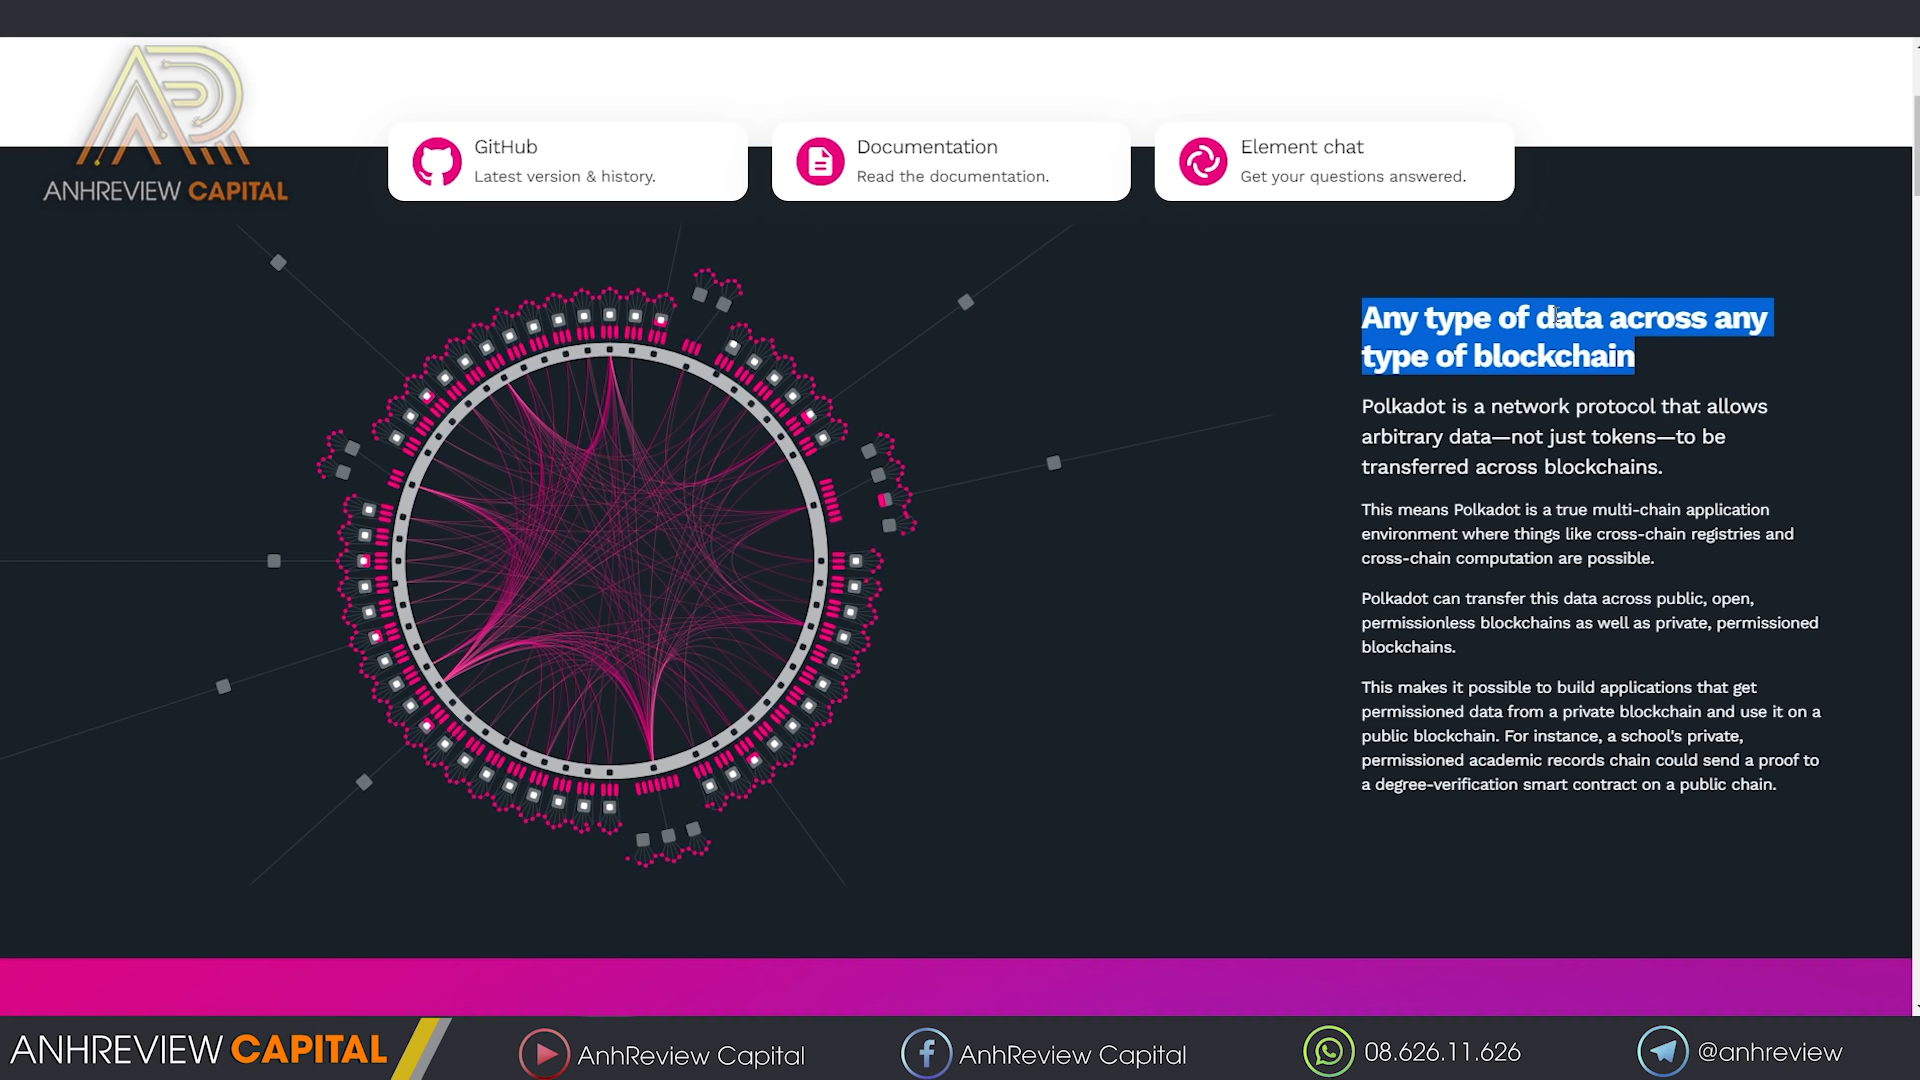 ANHREVIEW CAPITAL
GitHub
Latest version & history.
Documentation
Read the documentation.
Element chat
Get your questions answered.
Any type of data across any
type of blockchain
Polkadot is a network protocol that allows
arbitrary data—not just tokens—to be
transferred across blockchains.
This means Polkadot is a true multi-chain application
environment where things like cross-chain registries and
cross-chain computation are possible.
Polkadot can transfer this data across public, open,
permissionless blockchains as well as private, permissioned
blockchains.
This makes it possible to build applications that get
permissioned data from a private blockchain and use it on a
public blockchain. For instance, a school's private,
permissioned academic records chain could send a proof to
a degree-verification smart contract on a public chain.
ANHREVIEW CAPITAL
AnhReview Capital
AnhReview Capital
08.626.11.626
@anhreview